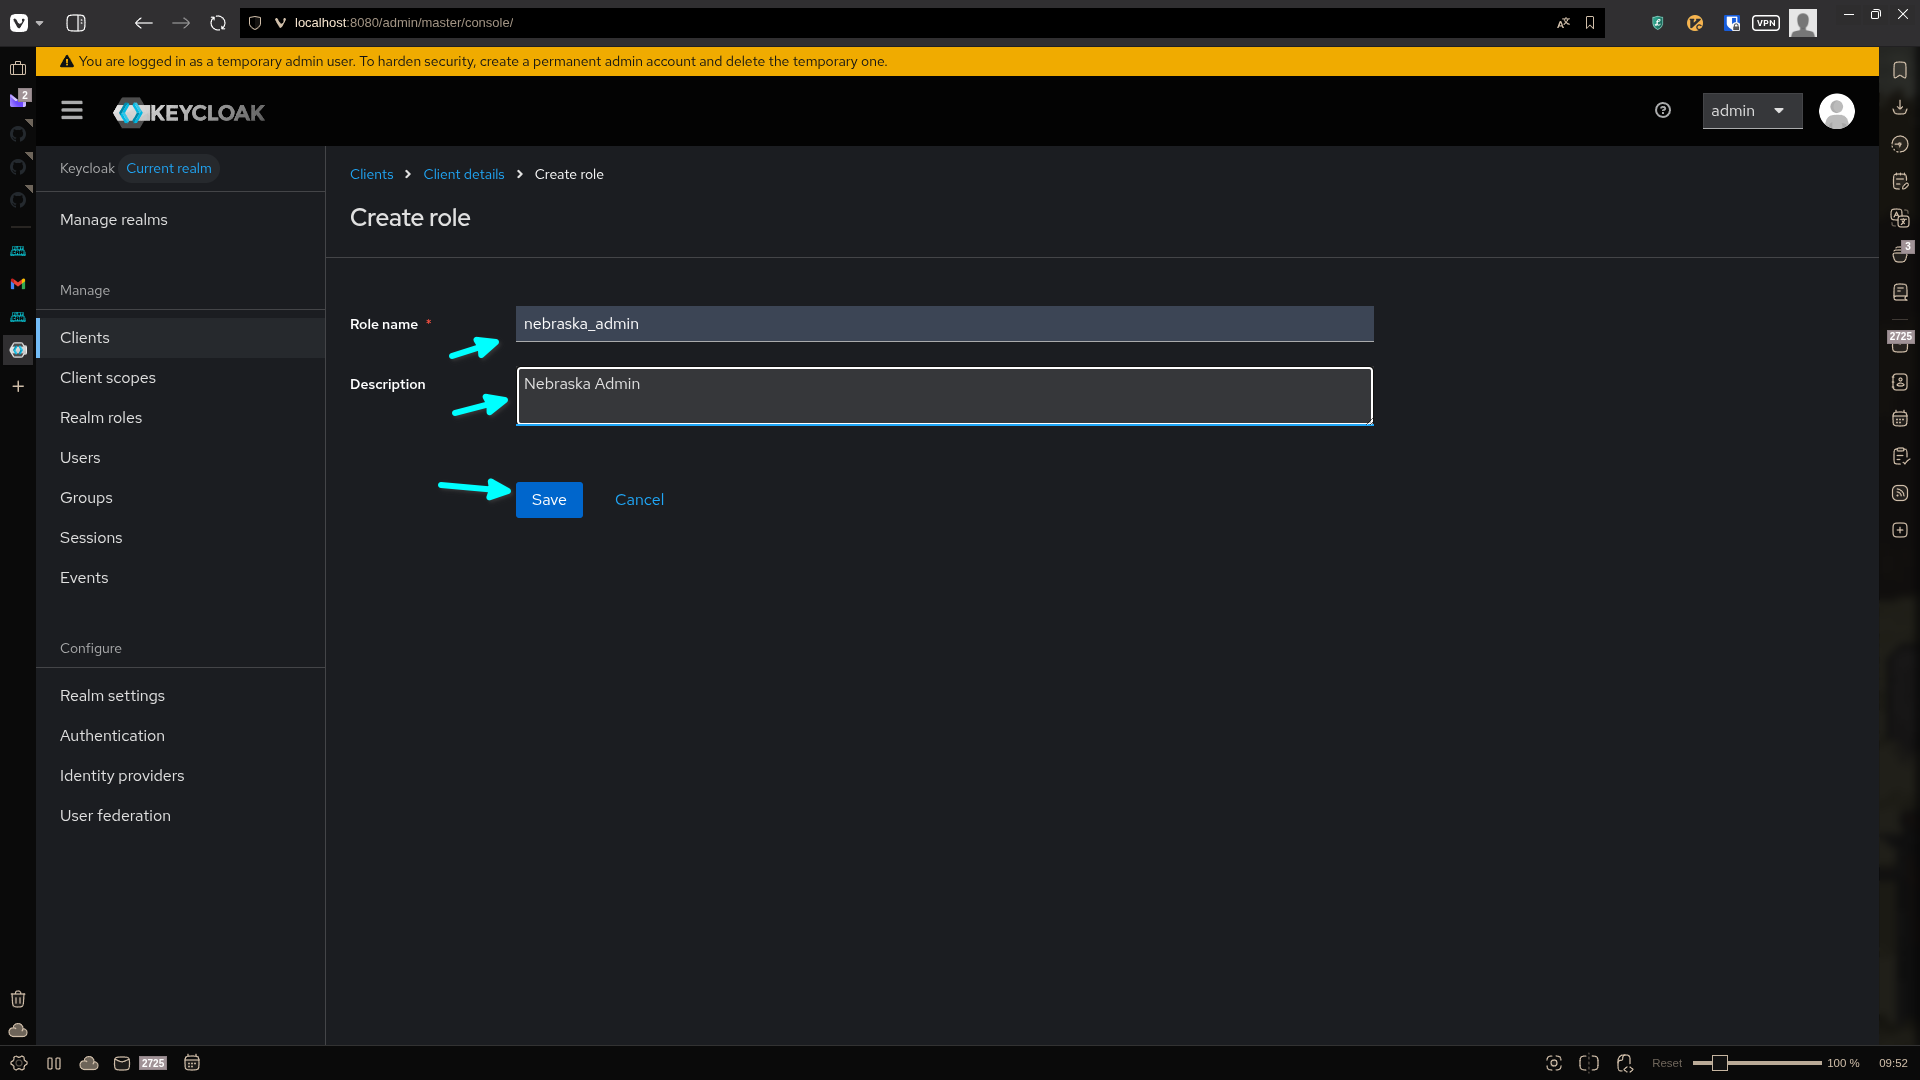 localhost:8080/admin/master/console/
VPN
You are logged in as a temporary admin user. To harden security, create a permanent admin account and delete the temporary one.
2
KEYCLOAK
admin
Keycloak Current realm
Clients > Client details > Create role
Manage realms
Create role
3
Manage
Role name *
nebraska_admin
Clients
2725
Client scopes
Description
Nebraska Admin
Realm roles
Users
Groups
Save
Cancel
Sessions
Events
Configure
Realm settings
Authentication
Identity providers
User federation
2725
Reset
100 %
09:52